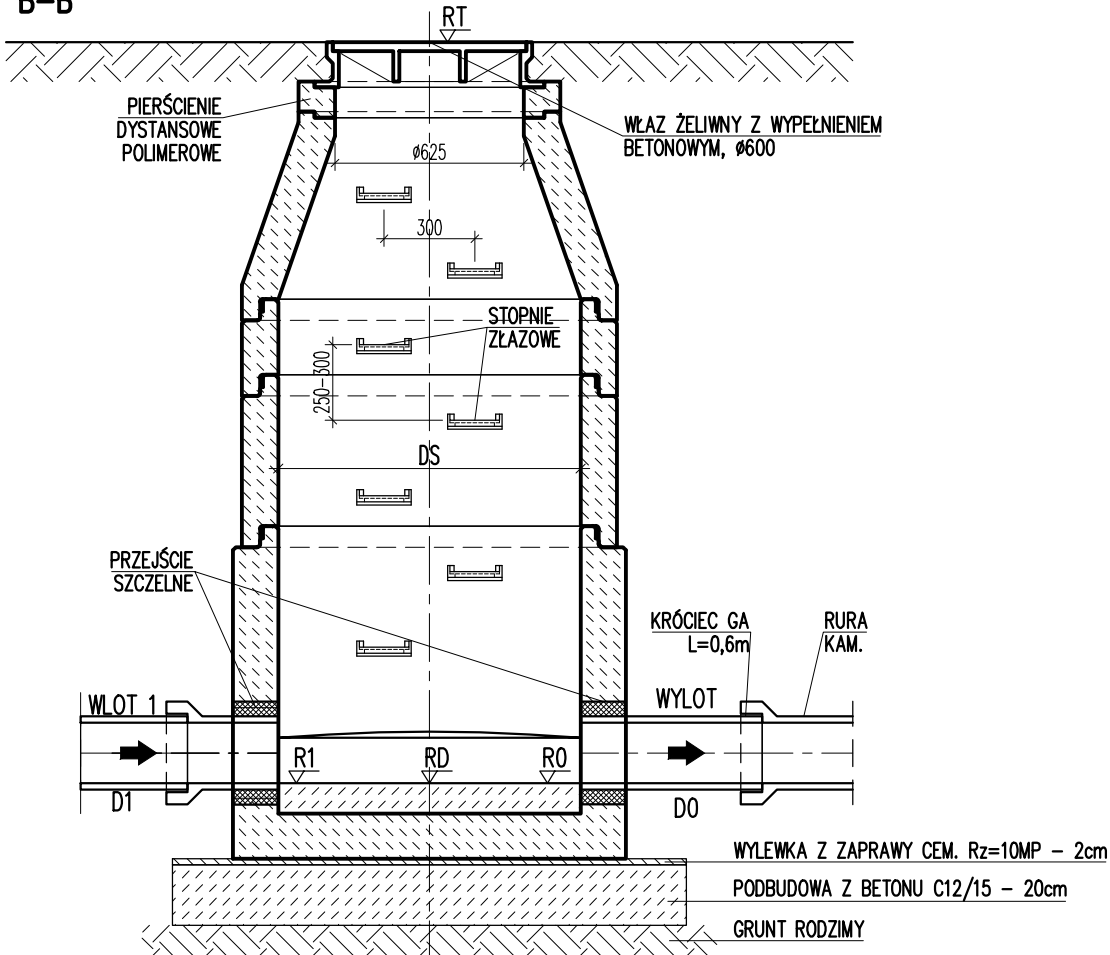 B-B
RT
PIERŚCIENIE
DYSTANSOWE
POLIMEROWE
WŁAZ ŻELIWNY Z WYPEŁNIENIEM
BETONOWYM, Ø600
Ø625
300
STOPNIE
ZŁAZOWE
250-300
DS
PRZEJŚCIE
SZCZELNE
KRÓCIEC GA
L=0,6m
RURA
KAM.
WLOT 1
WYLOT
R1
RD
R0
D1
D0
WYLEWKA Z ZAPRAWY CEM. Rz=10MP - 2cm
PODBUDOWA Z BETONU C12/15 - 20cm
GRUNT RODZIMY